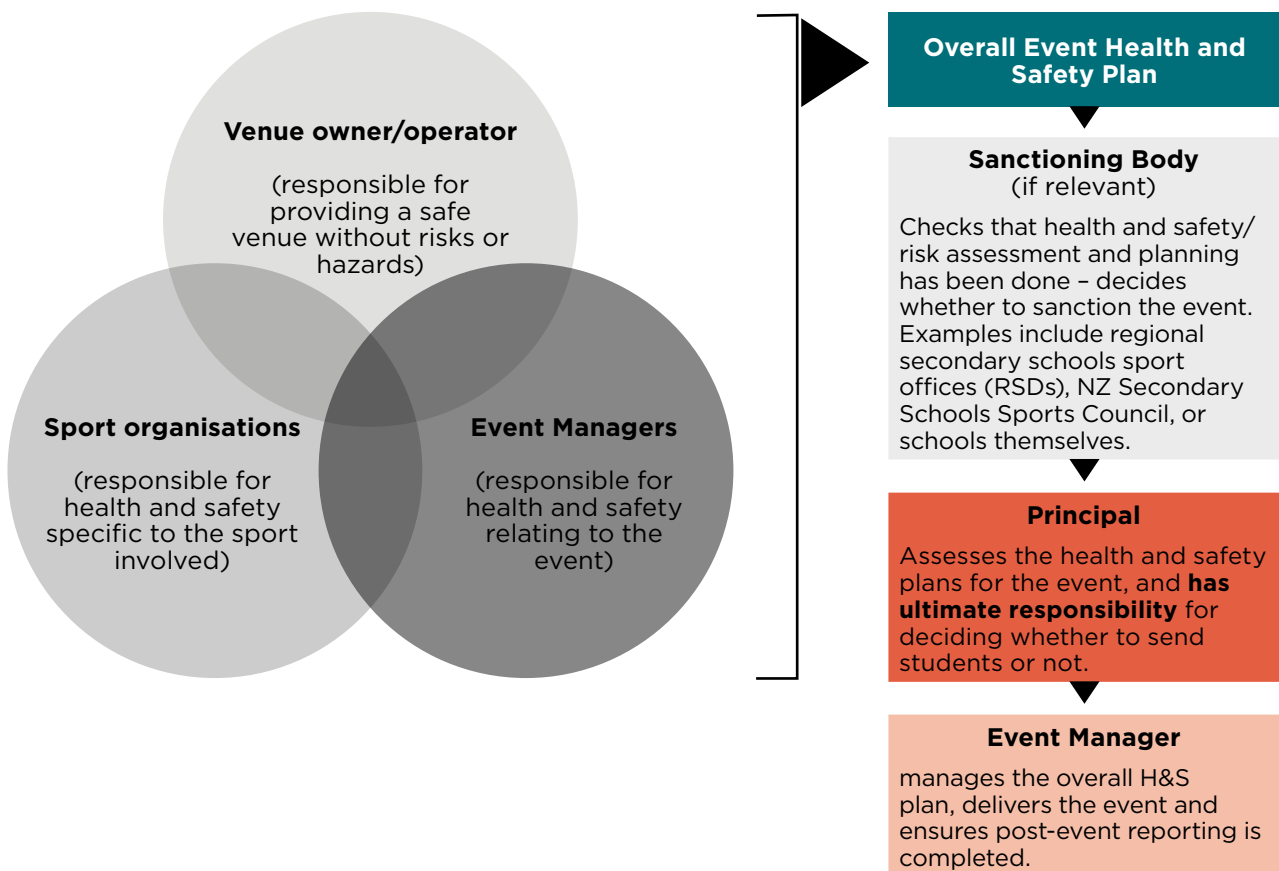 Venue owner/operator
(responsible for
providing a safe
venue without risks or
hazards)
Sport organisations
(responsible for
health and safety
specific to the sport
involved)
Event Managers
(responsible for
health and safety
relating to the
event)
Overall Event Health and
Safety Plan
Sanctioning Body
(if relevant)
Checks that health and safety/
risk assessment and planning
has been done – decides
whether to sanction the event.
Examples include regional
secondary schools sport
offices (RSDs), NZ Secondary
Schools Sports Council, or
schools themselves.
Principal
Assesses the health and safety
plans for the event, and has
ultimate responsibility for
deciding whether to send
students or not.
Event Manager
manages the overall H&S
plan, delivers the event and
ensures post-event reporting is
completed.